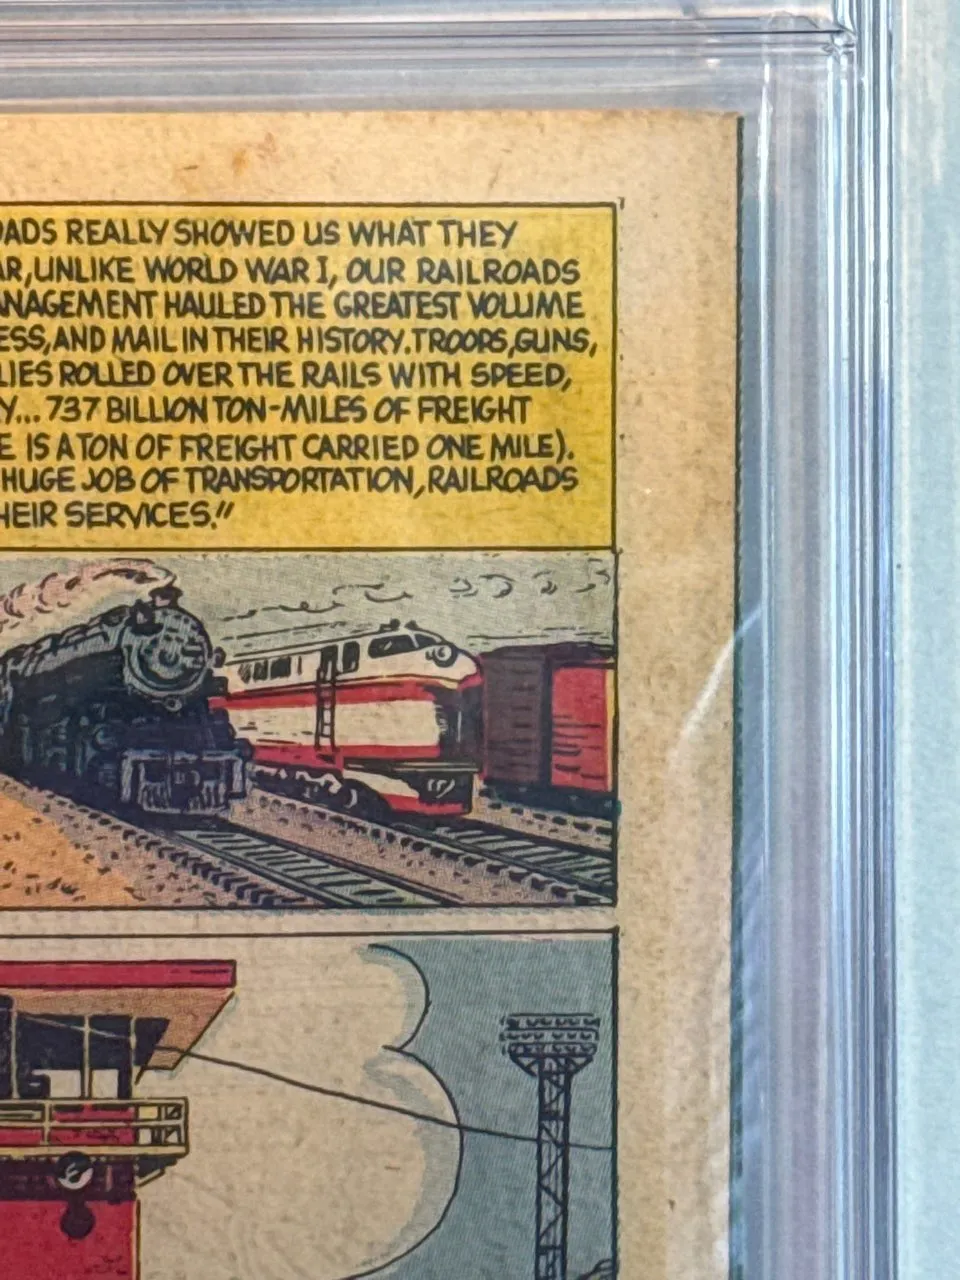 OADS REALLY SHOWED US WHAT THEY
AR, UNLIKE WORLD WAR I, OUR RAILROADS
ANAGEMENT HAULED THE GREATEST VOLUME
ESS, AND MAIL IN THEIR HISTORY. TROOPS, GUNS,
LIES ROLLED OVER THE RAILS WITH SPEED,
Y... 737 BILLION TON-MILES OF FREIGHT
E IS A TON OF FREIGHT CARRIED ONE MILE).
HUGE JOB OF TRANSPORTATION, RAILROADS
HEIR SERVICES."